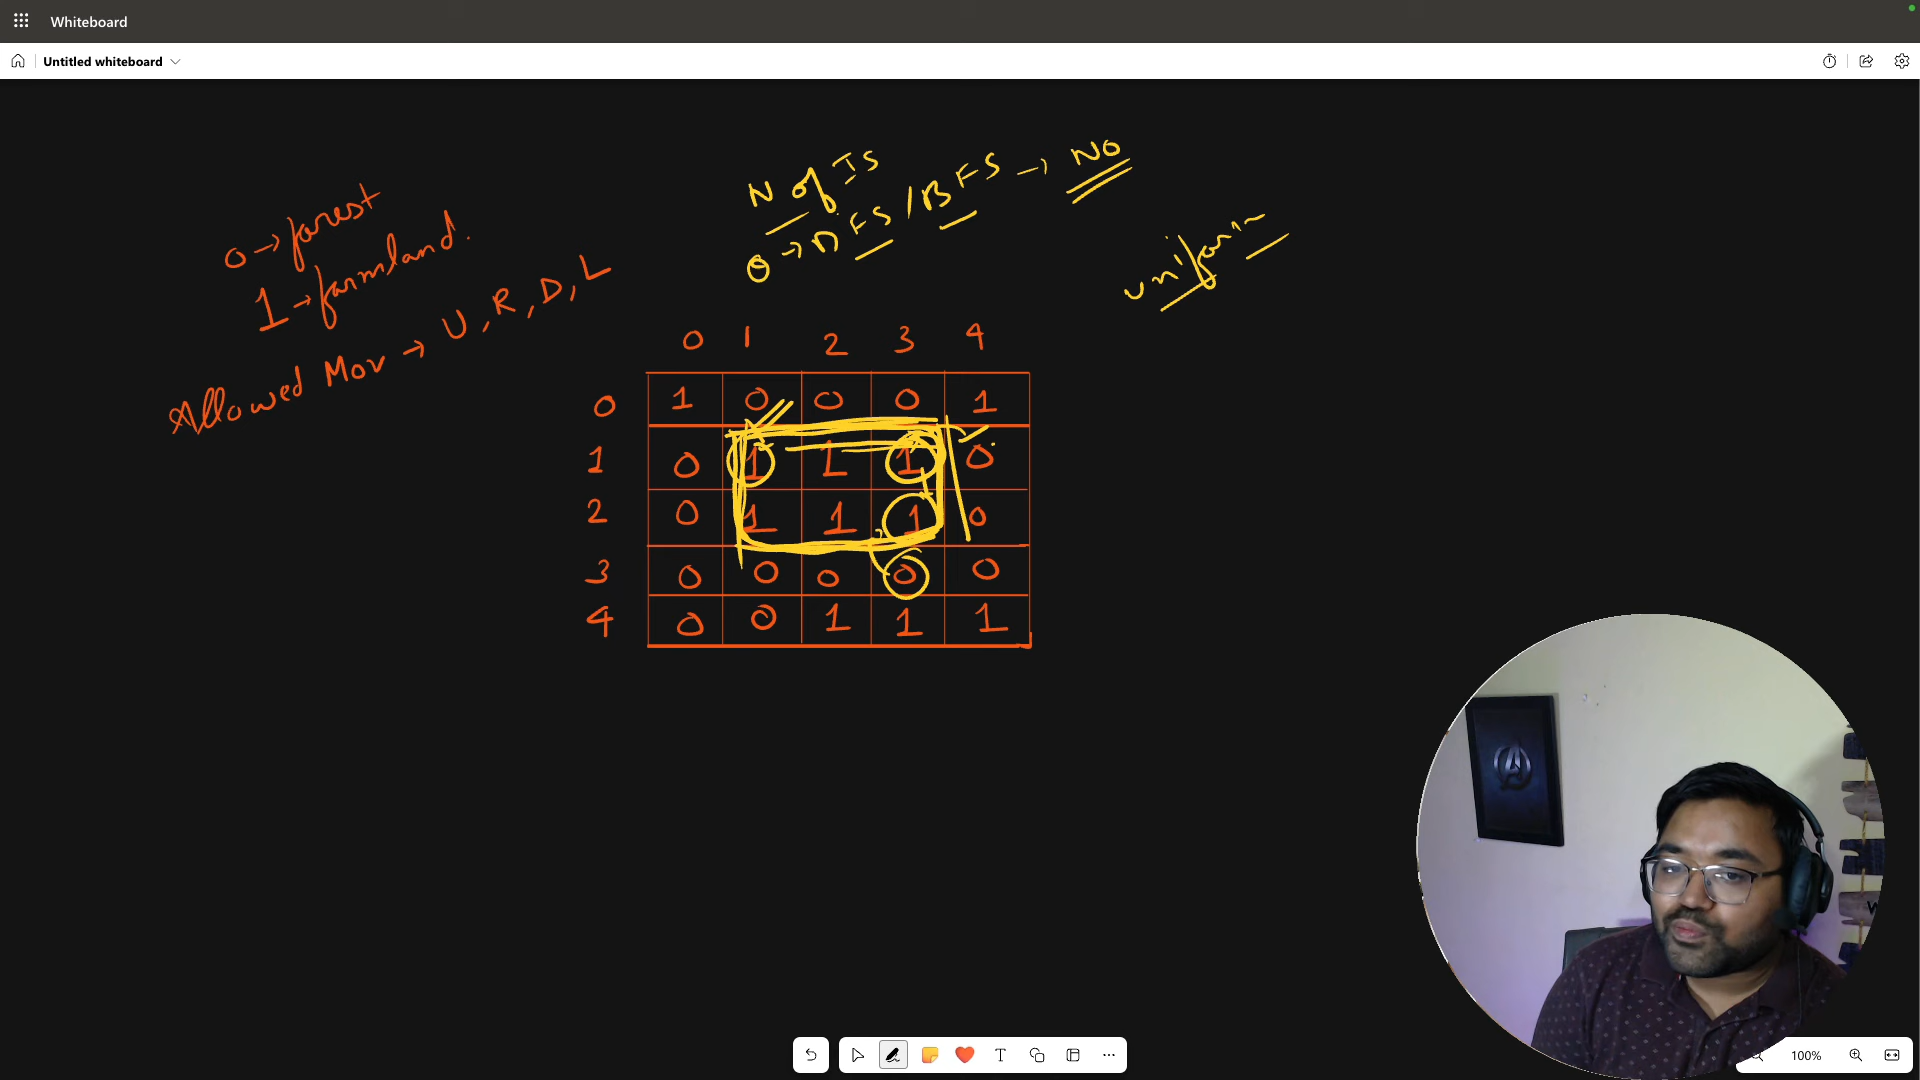 Whiteboard
Untitled whiteboard
N of Is
O → DFS / BFS → NO
uniform
0 → forest
1 → farmland.
Allowed Mov → U, R, D, L
0 1 2 3 4
0 1 0 0 0 1
1 0 1 1 1 0
2 0 1 1 1 0
3 0 0 0 0 0
4 0 0 1 1 1
T
100%